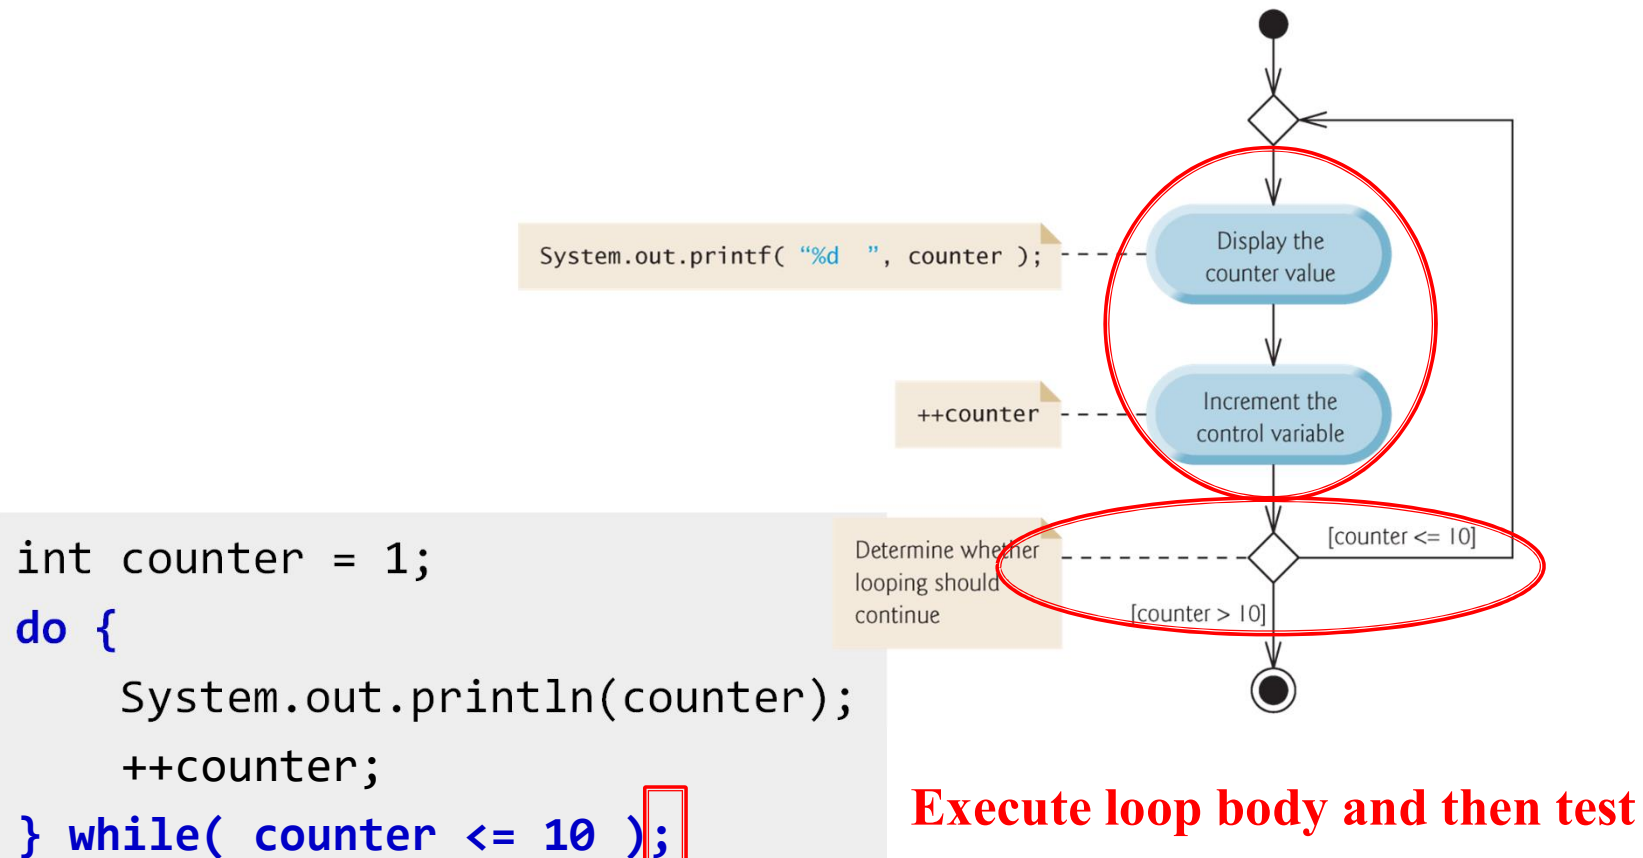 System.out.printf( “%d  ”, counter );
Display the
counter value
++counter
Increment the
control variable
Determine whether
looping should
continue
[counter <= 10]
[counter > 10]
int counter = 1;
do {
    System.out.println(counter);
    ++counter;
} while( counter <= 10 );
Execute loop body and then test